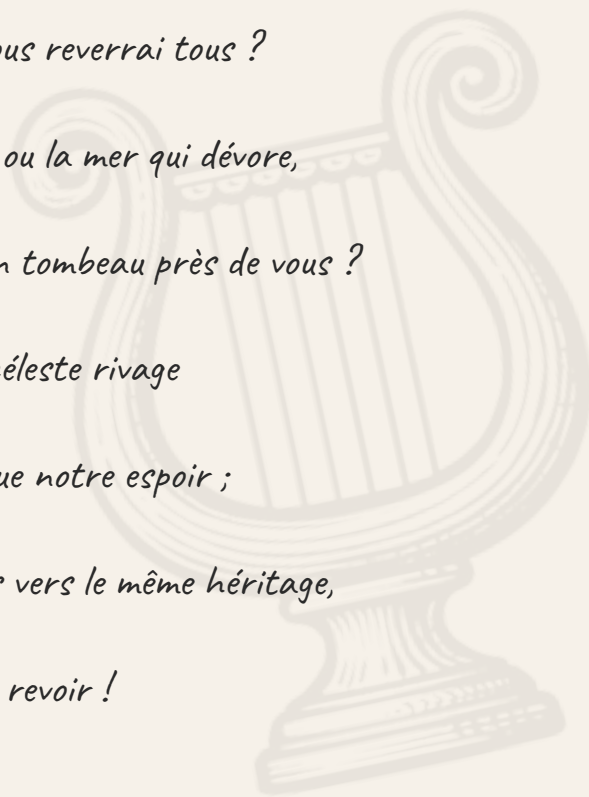 ous reverrai tous ?
ou la mer qui dévore,
n tombeau près de vous ?
éleste rivage
ue notre espoir ;
s vers le même héritage,
revoir !